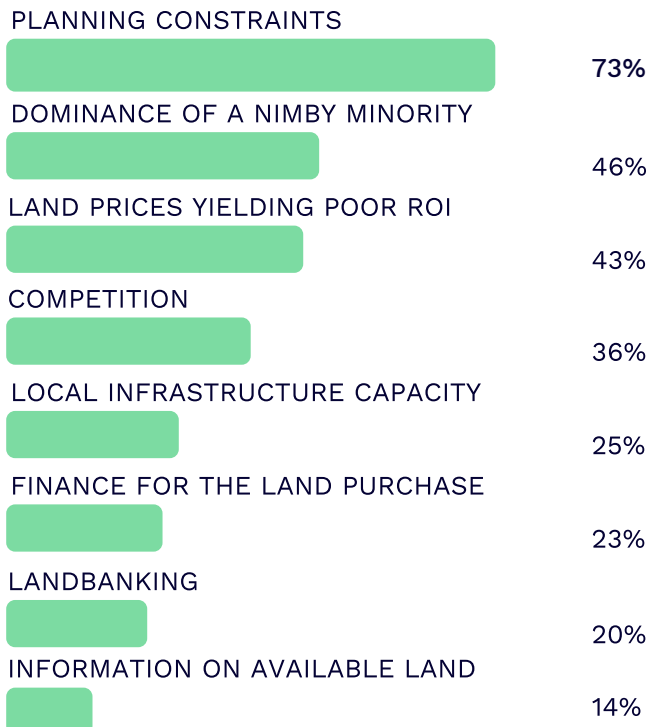 PLANNING CONSTRAINTS
73%
DOMINANCE OF A NIMBY MINORITY
46%
LAND PRICES YIELDING POOR ROI
43%
COMPETITION
36%
LOCAL INFRASTRUCTURE CAPACITY
25%
FINANCE FOR THE LAND PURCHASE
23%
LANDBANKING
20%
INFORMATION ON AVAILABLE LAND
14%